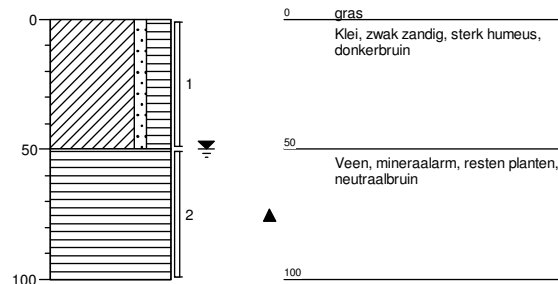 0
0
gras
Klei, zwak zandig, sterk humeus,
donkerbruin
1
50
50
Veen, mineraalarm, resten planten,
neutraalbruin
2
100
100